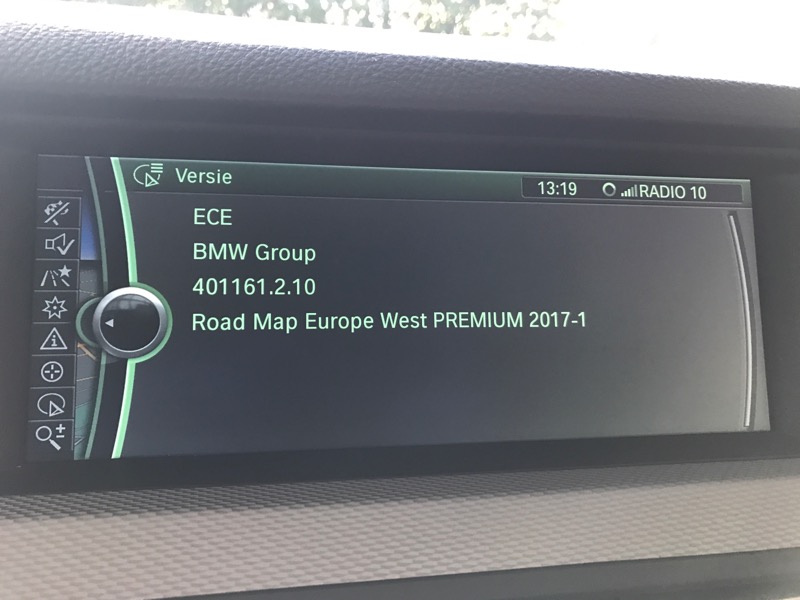 Versie
13:19 RADIO 10
ECE
BMW Group
401161.2.10
Road Map Europe West PREMIUM 2017-1